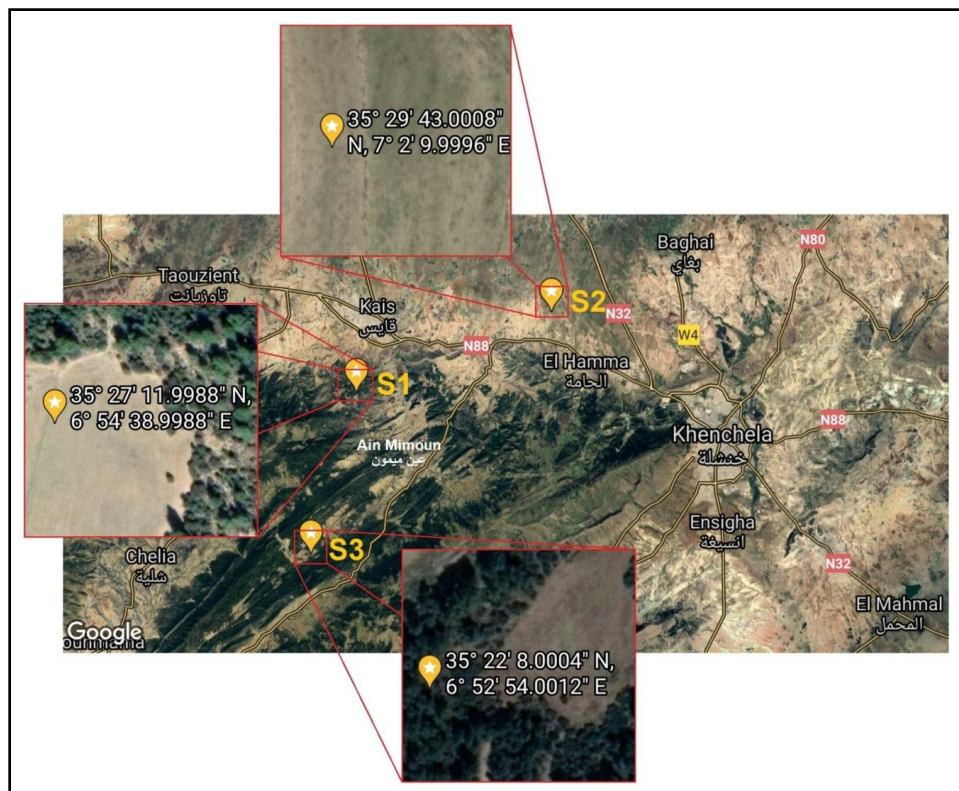 35° 29' 43.0008"
N, 7° 2' 9.9996" E
N80
Baghai
بغاي
Taouzient
تاوزيانت
Kais
قايس
S2
N32
W4
N88
El Hamma
الحامة
S1
35° 27' 11.9988" N,
6° 54' 38.9988" E
N88
Khenchela
خنشلة
Ain Mimoun
عين ميمون
Ensigha
انسيغة
S3
Chelia
شلية
N32
El Mahmal
المحمل
Google
35° 22' 8.0004" N,
6° 52' 54.0012" E